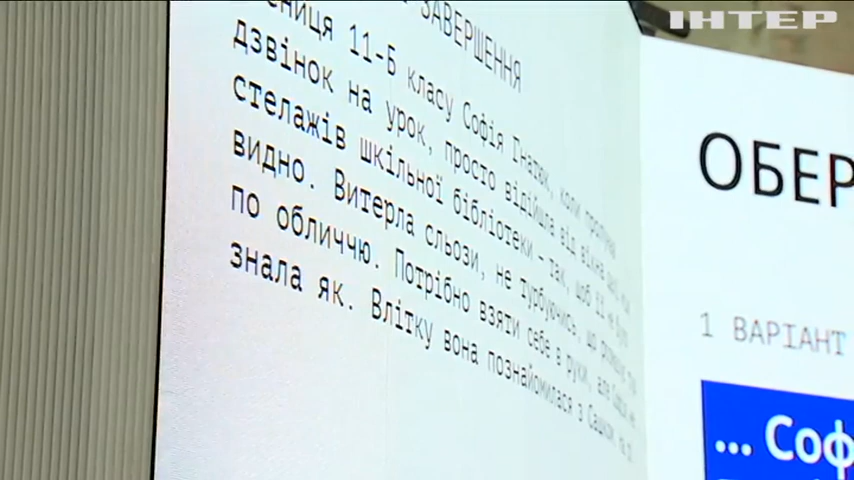 ІНТЕР
ЗАВЕРШЕННЯ
11-Б класу Софія Гнатюк, коли пролунав
дзвінок на урок, просто відійшла від вікна
стелажів шкільної бібліотеки – так, щоб її не було
видно. Витерла сльози, не турбуючись, що
по обличчю. Потрібно взяти себе в руки, але Софія не
знала як. Влітку вона познайомилася з Сашком
ОБЕР
1 ВАРІАНТ
... Соф